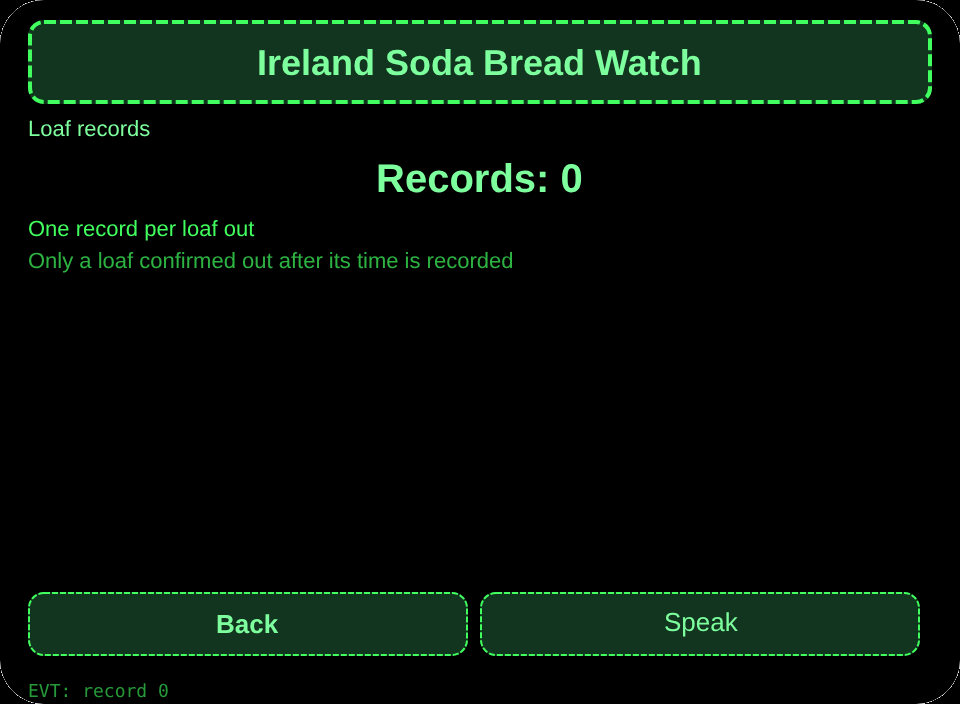 Ireland Soda Bread Watch
Loaf records
Records: 0
One record per loaf out
Only a loaf confirmed out after its time is recorded
Back
Speak
EVT: record 0